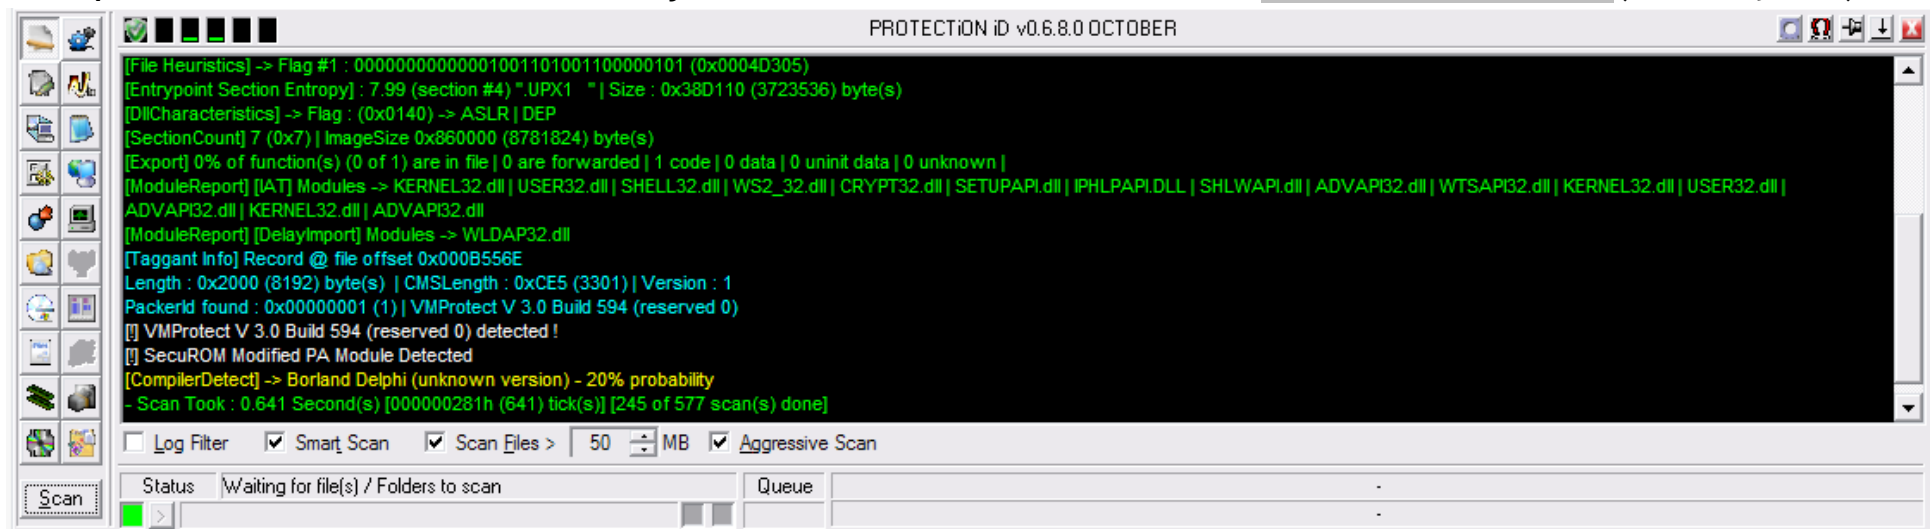 PROTECTiON iD v0.6.8.0 OCTOBER
[File Heuristics] -> Flag #1 : 00000000000001001101001100000101 (0x0004D305)
[Entrypoint Section Entropy] : 7.99 (section #4) ".UPX1   " | Size : 0x38D110 (3723536) byte(s)
[DllCharacteristics] -> Flag : (0x0140) -> ASLR | DEP
[SectionCount] 7 (0x7) | ImageSize 0x860000 (8781824) byte(s)
[Export] 0% of function(s) (0 of 1) are in file | 0 are forwarded | 1 code | 0 data | 0 uninit data | 0 unknown |
[ModuleReport] [IAT] Modules -> KERNEL32.dll | USER32.dll | SHELL32.dll | WS2_32.dll | CRYPT32.dll | SETUPAPI.dll | IPHLPAPI.DLL | SHLWAPI.dll | ADVAPI32.dll | WTSAPI32.dll | KERNEL32.dll | USER32.dll |
ADVAPI32.dll | KERNEL32.dll | ADVAPI32.dll
[ModuleReport] [DelayImport] Modules -> WLDAP32.dll
[Taggant Info] Record @ file offset 0x000B556E
Length : 0x2000 (8192) byte(s) | CMSLength : 0xCE5 (3301) | Version : 1
PackerId found : 0x00000001 (1) | VMProtect V 3.0 Build 594 (reserved 0)
[!] VMProtect V 3.0 Build 594 (reserved 0) detected !
[!] SecuROM Modified PA Module Detected
[CompilerDetect] -> Borland Delphi (unknown version) - 20% probability
- Scan Took : 0.641 Second(s) [000000281h (641) tick(s)] [245 of 577 scan(s) done]
Log Filter Smart Scan Scan Files > 50 MB Aggressive Scan
Scan
Status Waiting for file(s) / Folders to scan Queue -
> -